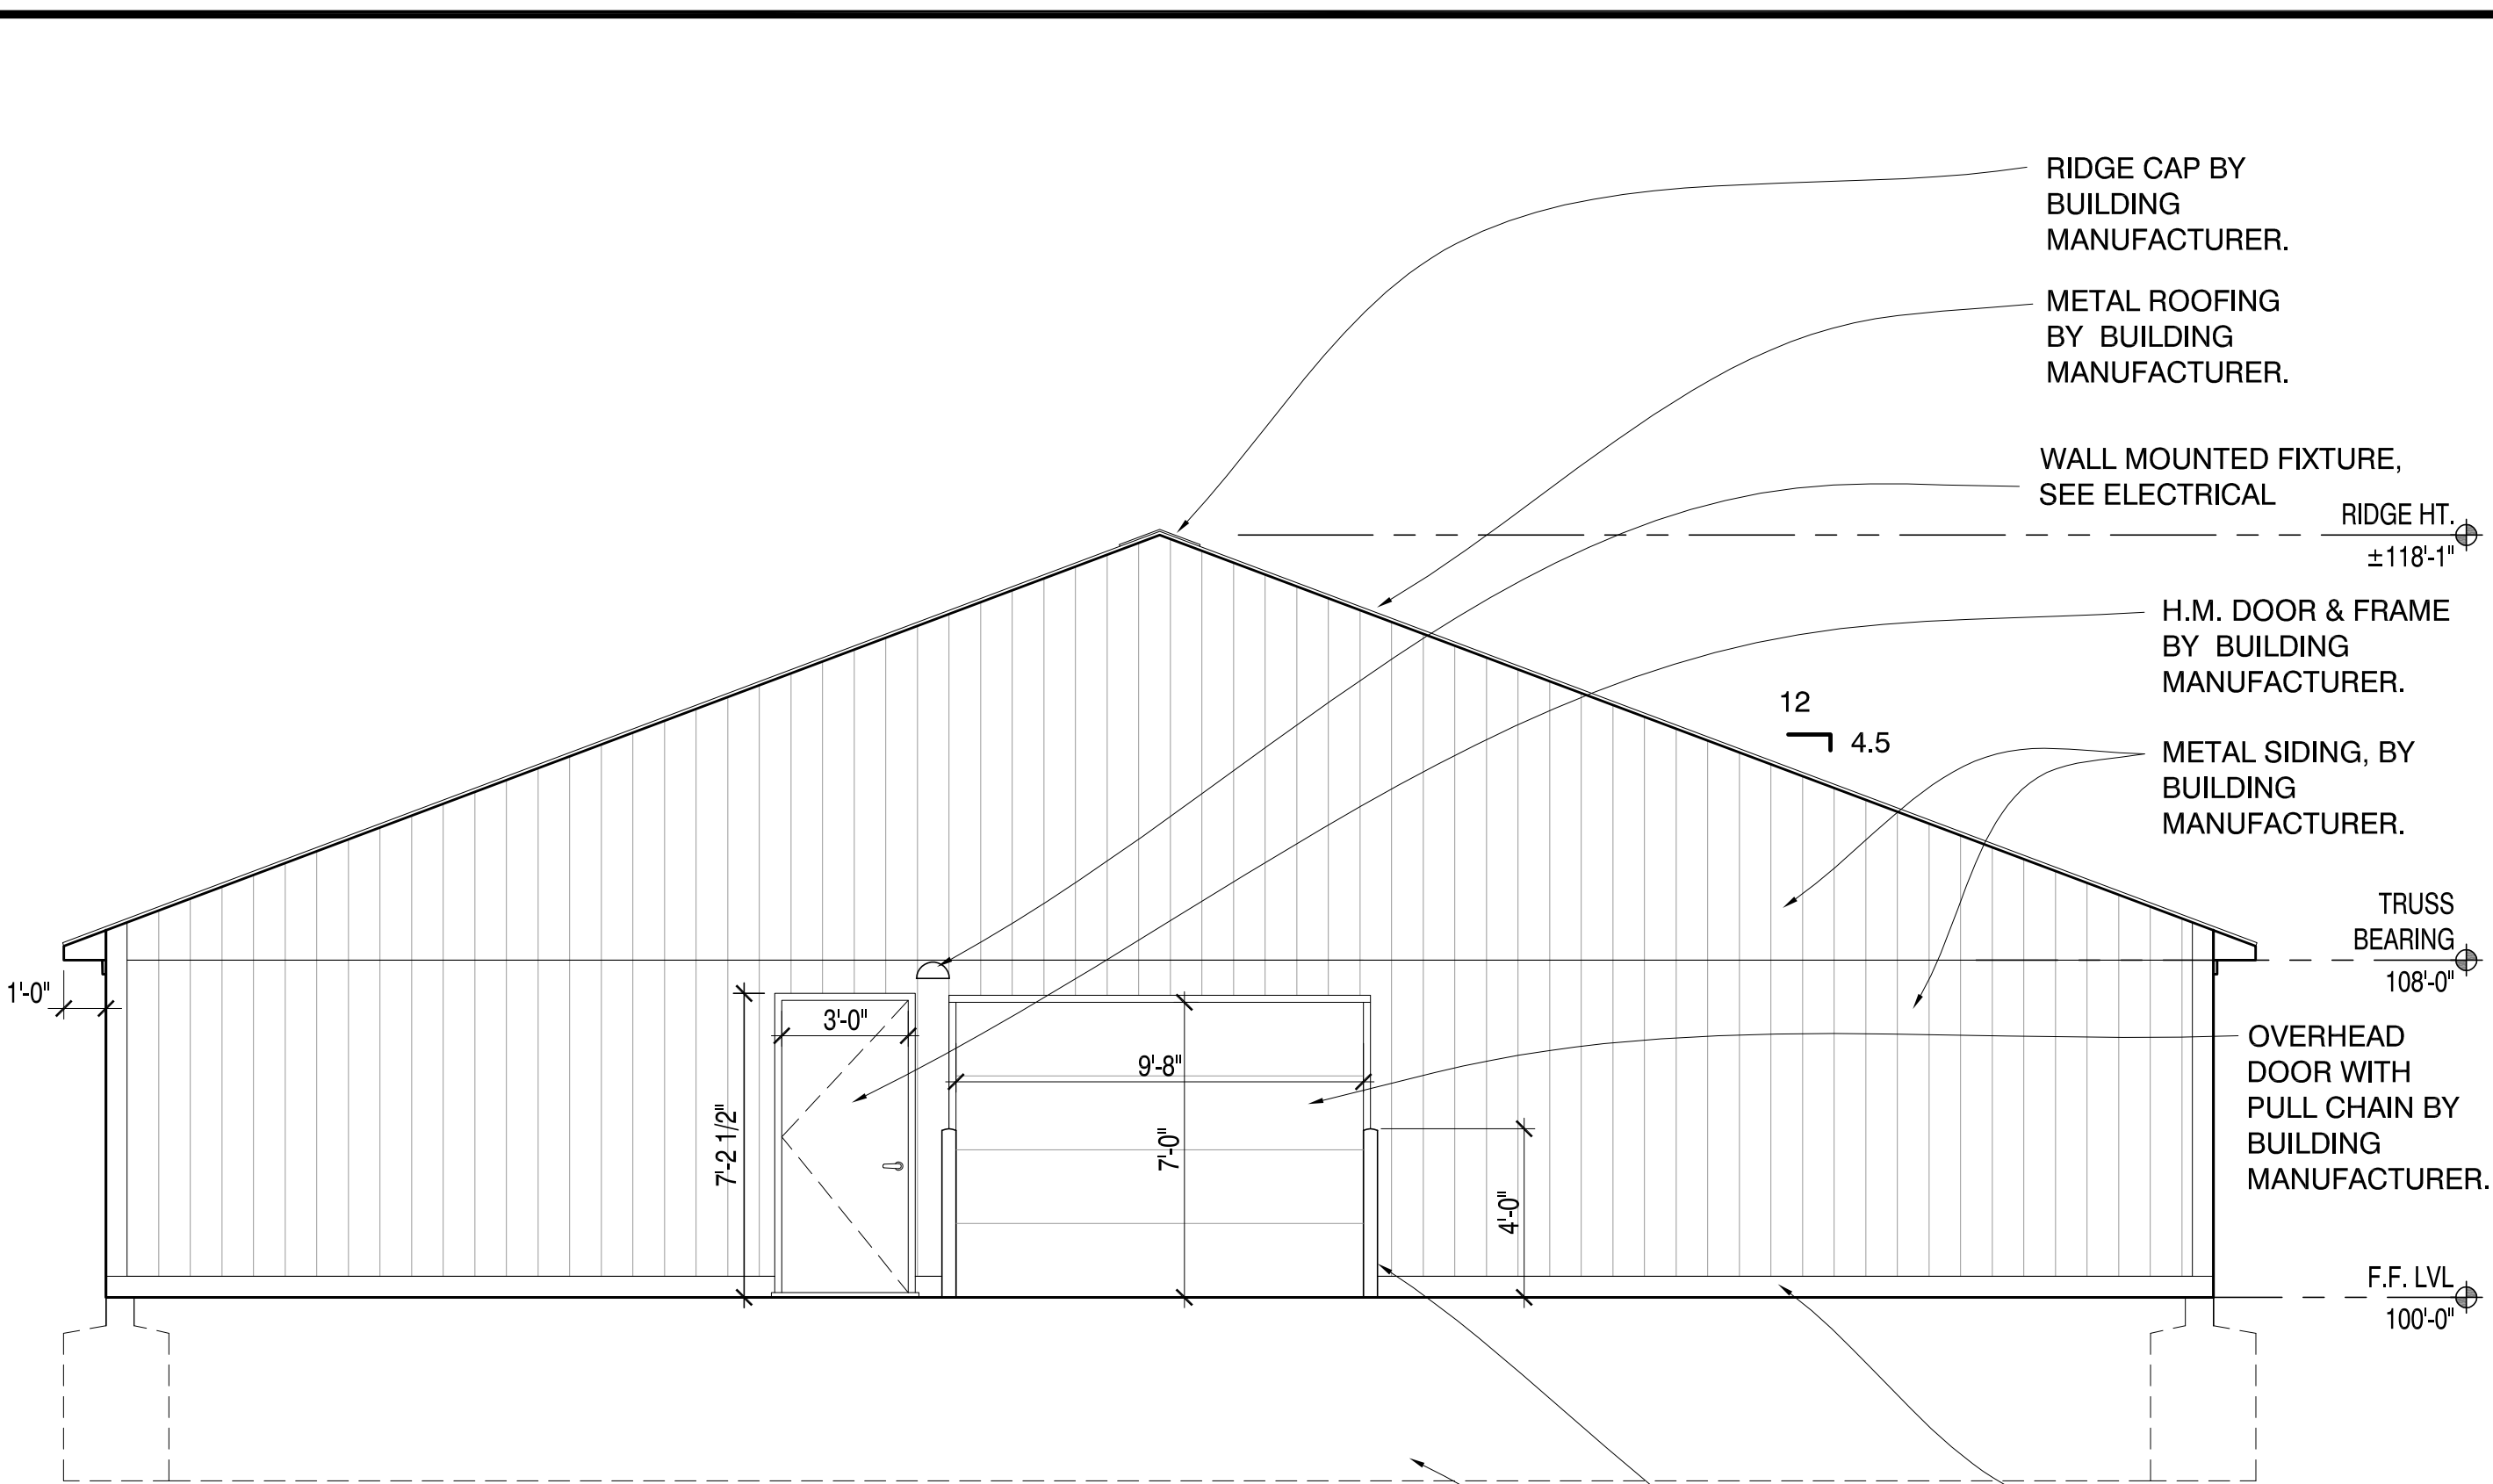 RIDGE CAP BY
BUILDING
MANUFACTURER.
METAL ROOFING
BY  BUILDING
MANUFACTURER.
WALL MOUNTED FIXTURE,
SEE ELECTRICAL
RIDGE HT.
±118'-1"
H.M. DOOR & FRAME
BY  BUILDING
MANUFACTURER.
12
4.5
METAL SIDING, BY
BUILDING
MANUFACTURER.
TRUSS
BEARING
108'-0"
1'-0"
3'-0"
9'-8"
7'-2-1/2"
7'-0"
4'-0"
OVERHEAD
DOOR WITH
PULL CHAIN BY
BUILDING
MANUFACTURER.
F.F. LVL
100'-0"